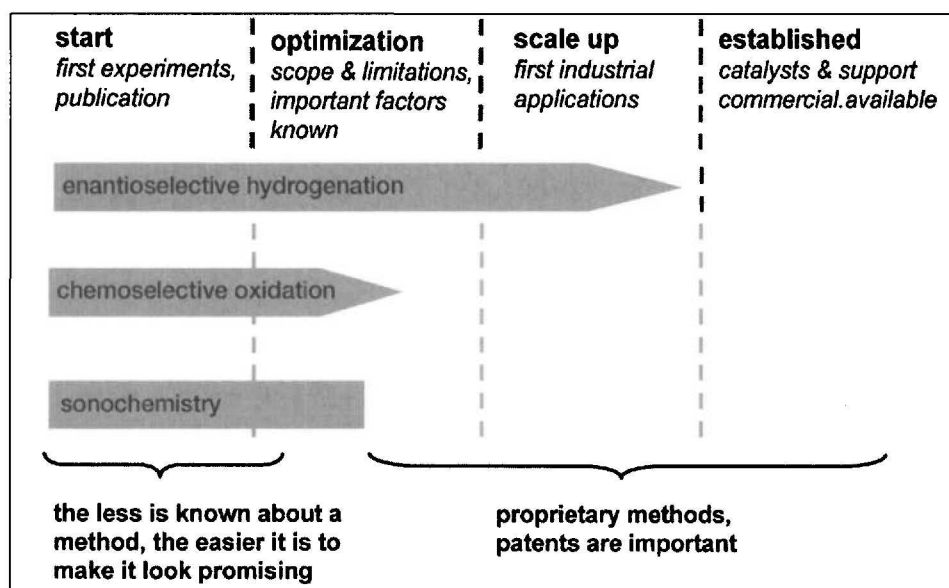 start
first experiments,
publication
optimization
scope & limitations,
important factors
known
scale up
first industrial
applications
established
catalysts & support
commercial.available
enantioselective hydrogenation
chemoselective oxidation
sonochemistry
the less is known about a
method, the easier it is to
make it look promising
proprietary methods,
patents are important